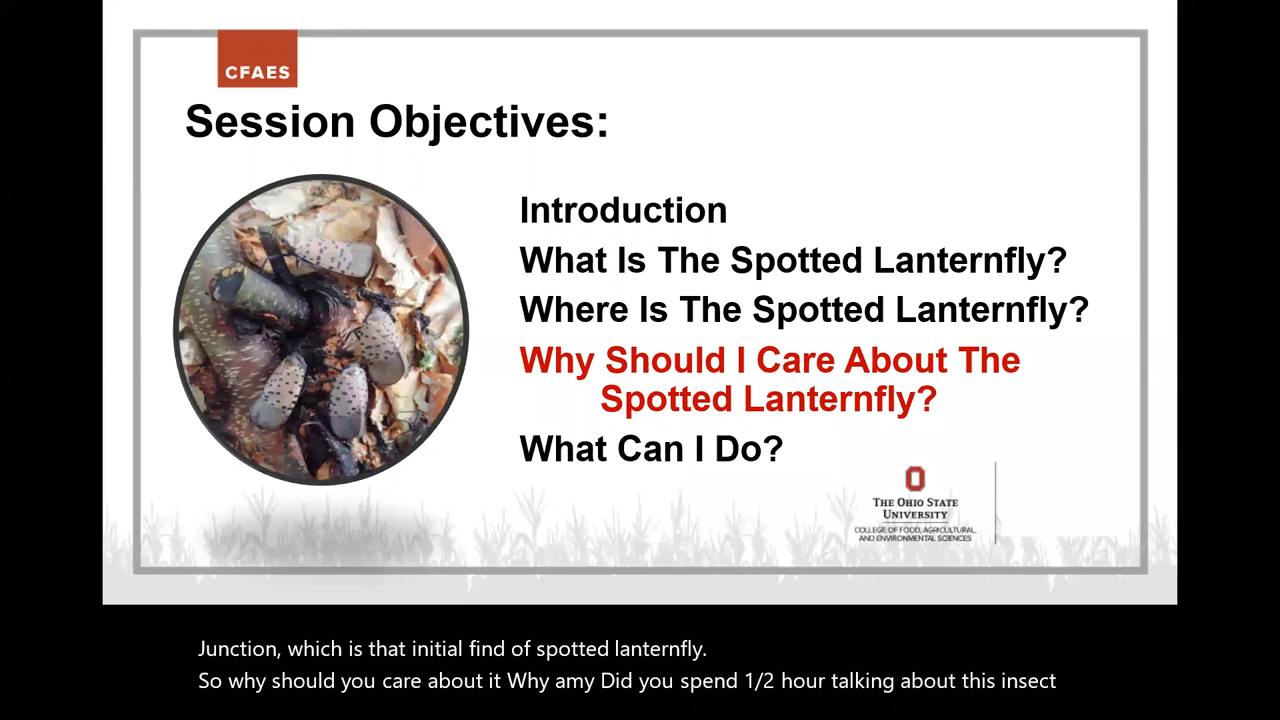 CFAES
Session Objectives:
Introduction
What Is The Spotted Lanternfly?
Where Is The Spotted Lanternfly?
Why Should I Care About The
Spotted Lanternfly?
What Can I Do?
THE OHIO STATE
UNIVERSITY
COLLEGE OF FOOD, AGRICULTURAL,
AND ENVIRONMENTAL SCIENCES
Junction, which is that initial find of spotted lanternfly.
So why should you care about it Why amy Did you spend 1/2 hour talking about this insect